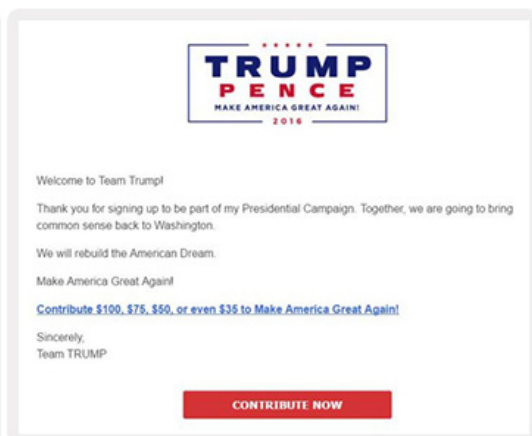 TRUMP
PENCE
MAKE AMERICA GREAT AGAIN!
2016
Welcome to Team Trump!
Thank you for signing up to be part of my Presidential Campaign. Together, we are going to bring
common sense back to Washington.
We will rebuild the American Dream.
Make America Great Again!
Contribute $100, $75, $50, or even $35 to Make America Great Again!
Sincerely,
Team TRUMP
CONTRIBUTE NOW